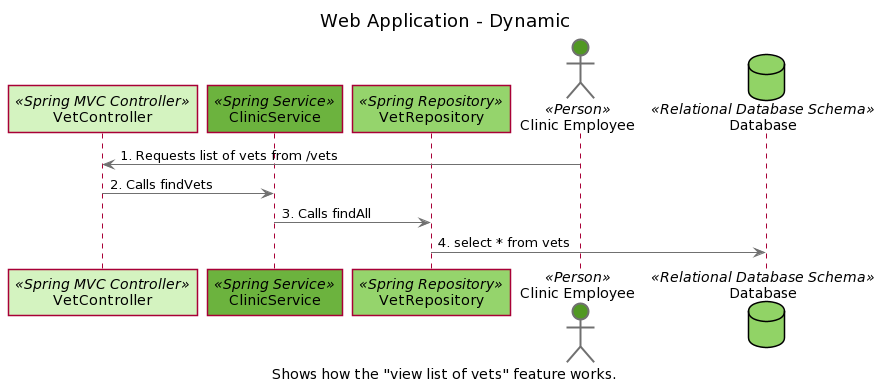 Web Application - Dynamic
«Spring MVC Controller»
VetController
«Spring Service»
ClinicService
«Spring Repository»
VetRepository
«Person»
Clinic Employee
«Relational Database Schema»
Database
1. Requests list of vets from /vets
2. Calls findVets
3. Calls findAll
4. select * from vets
«Spring MVC Controller»
VetController
«Spring Service»
ClinicService
«Spring Repository»
VetRepository
«Person»
Clinic Employee
«Relational Database Schema»
Database
Shows how the "view list of vets" feature works.